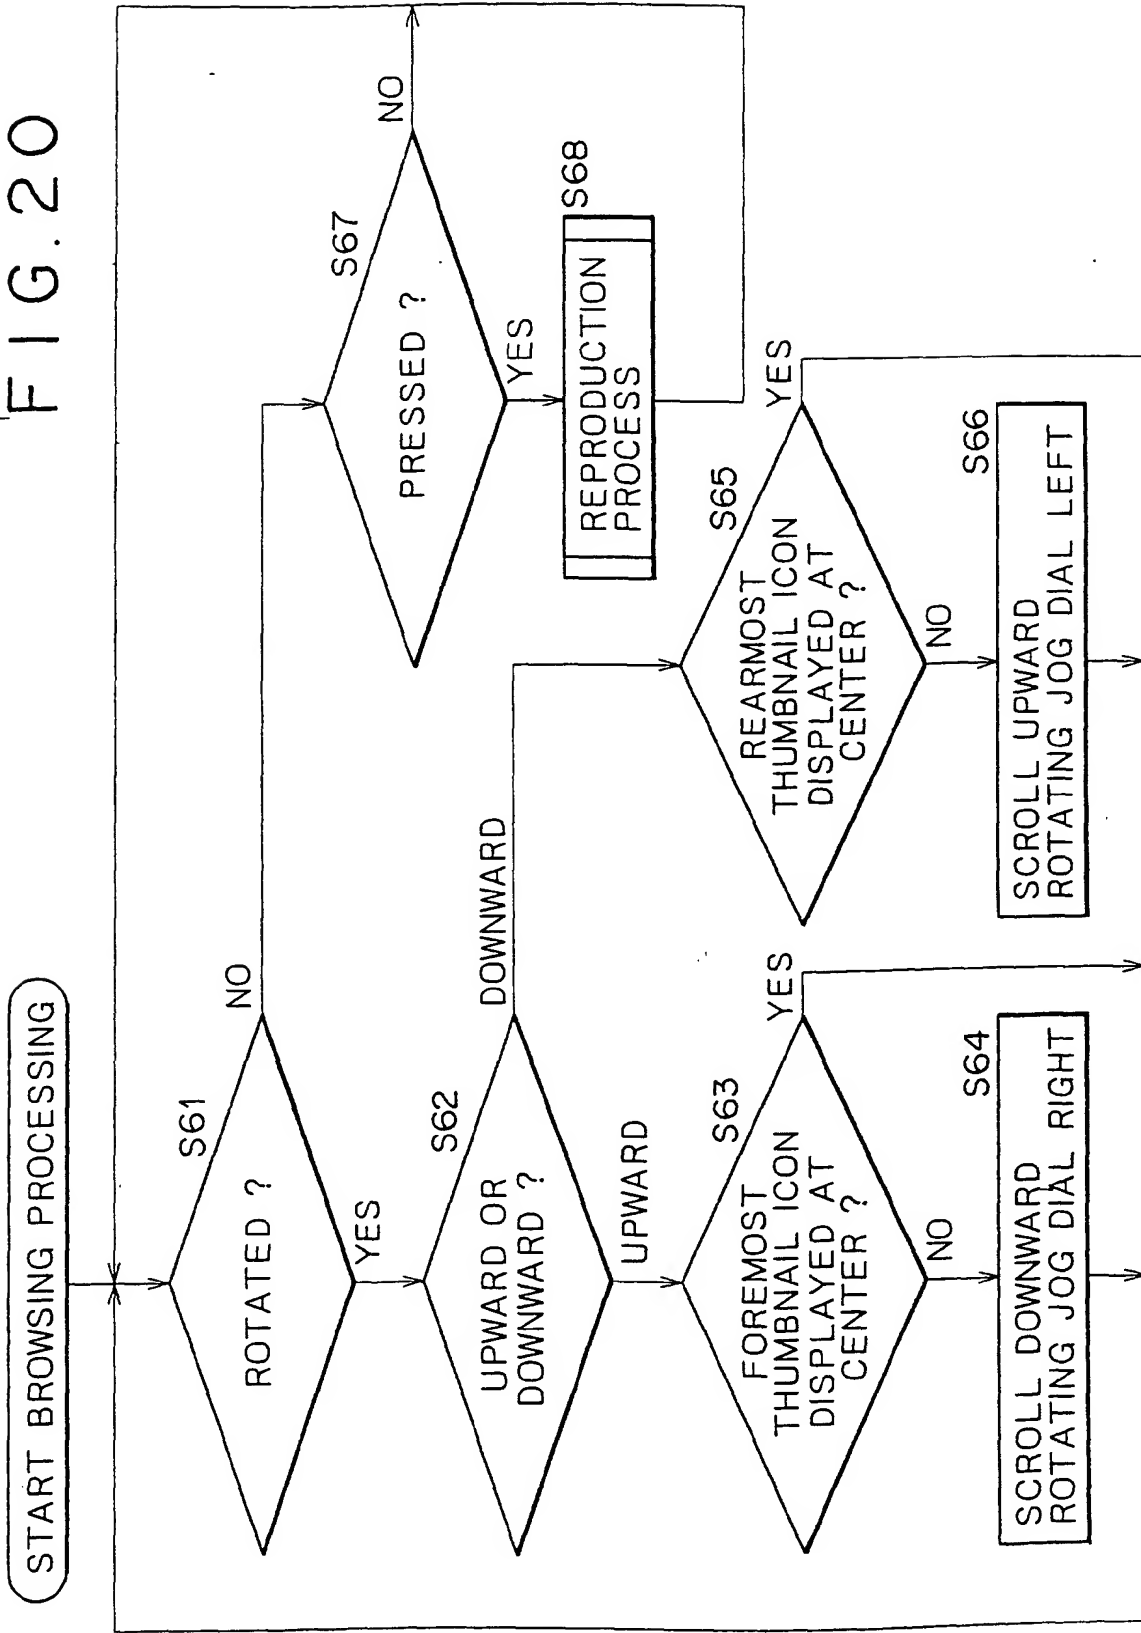 FIG.20
START BROWSING PROCESSING
S61
ROTATED ?
NO
YES
S62
UPWARD OR
DOWNWARD ?
DOWNWARD
UPWARD
S63
FOREMOST
THUMBNAIL ICON
DISPLAYED AT
CENTER ?
YES
NO
S64
SCROLL DOWNWARD
ROTATING JOG DIAL RIGHT
S65
REARMOST
THUMBNAIL ICON
DISPLAYED AT
CENTER ?
YES
NO
S66
SCROLL UPWARD
ROTATING JOG DIAL LEFT
S67
PRESSED ?
NO
YES
S68
REPRODUCTION
PROCESS